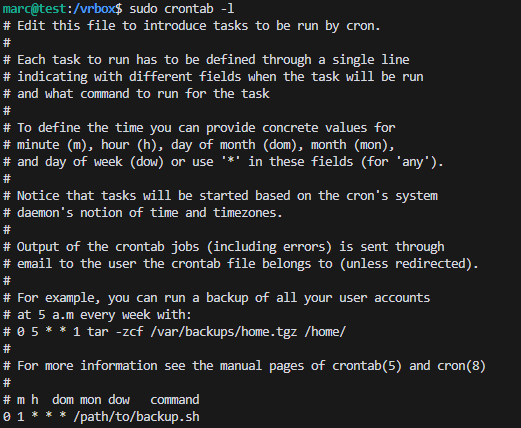 marc@test:/vrbox$ sudo crontab -l
# Edit this file to introduce tasks to be run by cron.
#
# Each task to run has to be defined through a single line
# indicating with different fields when the task will be run
# and what command to run for the task
#
# To define the time you can provide concrete values for
# minute (m), hour (h), day of month (dom), month (mon),
# and day of week (dow) or use '*' in these fields (for 'any').
#
# Notice that tasks will be started based on the cron's system
# daemon's notion of time and timezones.
#
# Output of the crontab jobs (including errors) is sent through
# email to the user the crontab file belongs to (unless redirected).
#
# For example, you can run a backup of all your user accounts
# at 5 a.m every week with:
# 0 5 * * 1 tar -zcf /var/backups/home.tgz /home/
#
# For more information see the manual pages of crontab(5) and cron(8)
#
# m h  dom mon dow   command
0 1 * * * /path/to/backup.sh